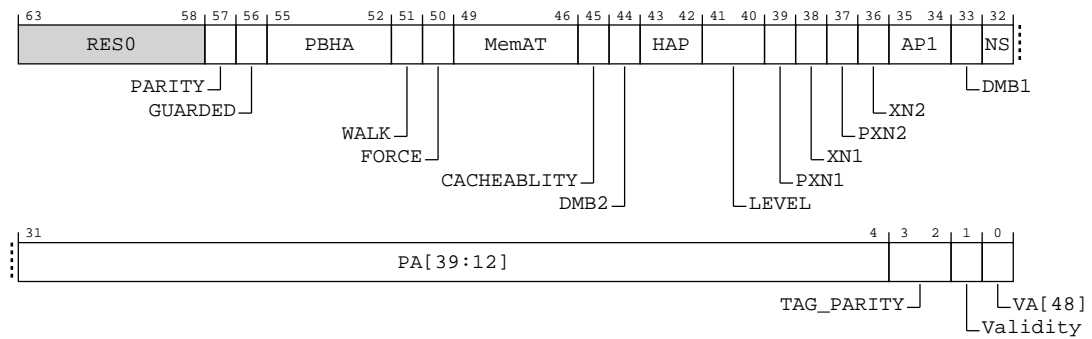 63 58 57 56 55 52 51 50 49 46 45 44 43 42 41 40 39 38 37 36 35 34 33 32
RES0 PBHA MemAT HAP AP1 NS
PARITY DMB1
GUARDED XN2
WALK PXN2
FORCE XN1
CACHEABLITY PXN1
DMB2 LEVEL
31 4 3 2 1 0
PA[39:12]
TAG_PARITY VA[48]
Validity